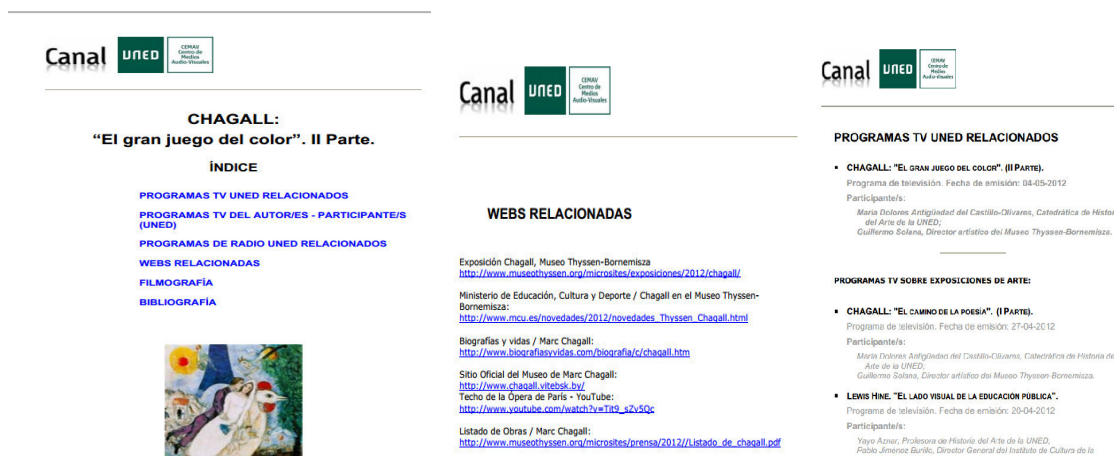 Canal UNED
CEMAV
Centro de
Medios
Audio-Visuales
CHAGALL:
“El gran juego del color”. II Parte.
ÍNDICE
PROGRAMAS TV UNED RELACIONADOS
PROGRAMAS TV DEL AUTOR/ES - PARTICIPANTE/S
(UNED)
PROGRAMAS DE RADIO UNED RELACIONADOS
WEBS RELACIONADAS
FILMOGRAFÍA
BIBLIOGRAFÍA
Canal UNED
CEMAV
Centro de
Medios
Audio-Visuales
WEBS RELACIONADAS
Exposición Chagall, Museo Thyssen-Bornemisza
http://www.museothyssen.org/microsites/exposiciones/2012/chagall/
Ministerio de Educación, Cultura y Deporte / Chagall en el Museo Thyssen-
Bornemisza:
http://www.mcu.es/novedades/2012/novedades_Thyssen_Chagall.html
Biografías y vidas / Marc Chagall:
http://www.biografiasyvidas.com/biografia/c/chagall.htm
Sitio Oficial del Museo de Marc Chagall:
http://www.chagall.vitebsk.by/
Techo de la Ópera de París - YouTube:
http://www.youtube.com/watch?v=Tit9_sZv5Qc
Listado de Obras / Marc Chagall:
http://www.museothyssen.org/microsites/prensa/2012//Listado_de_chagall.pdf
Canal UNED
CEMAV
Centro de
Medios
Audio-Visuales
PROGRAMAS TV UNED RELACIONADOS
▪ CHAGALL: "EL GRAN JUEGO DEL COLOR". (II PARTE).
Programa de televisión. Fecha de emisión: 04-05-2012
Participante/s:
María Dolores Antigüedad del Castillo-Olivares, Catedrática de Histor
del Arte de la UNED;
Guillermo Solana, Director artístico del Museo Thyssen-Bornemisza.
PROGRAMAS TV SOBRE EXPOSICIONES DE ARTE:
▪ CHAGALL: "EL CAMINO DE LA POESÍA". (I PARTE).
Programa de televisión. Fecha de emisión: 27-04-2012
Participante/s:
María Dolores Antigüedad del Castillo-Olivares, Catedrática de Historia de
Arte de la UNED;
Guillermo Solana, Director artístico del Museo Thyssen-Bornemisza.
▪ LEWIS HINE. "EL LADO VISUAL DE LA EDUCACIÓN PÚBLICA".
Programa de televisión. Fecha de emisión: 20-04-2012
Participante/s:
Yayo Aznar, Profesora de Historia del Arte de la UNED,
Pablo Jiménez Burillo, Director General del Instituto de Cultura de la